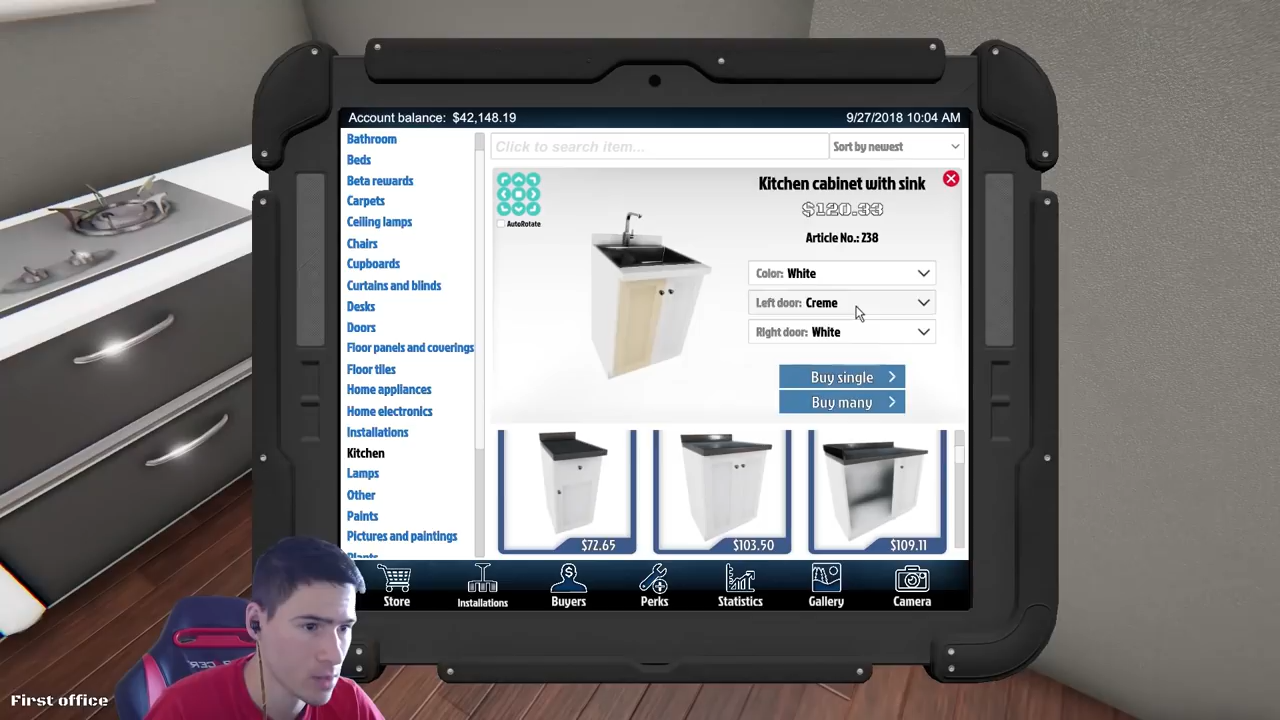 Account balance: $42,148.19
9/27/2018 10:04 AM
Bathroom
Beds
Beta rewards
Carpets
Ceiling lamps
Chairs
Cupboards
Curtains and blinds
Desks
Doors
Floor panels and coverings
Floor tiles
Home appliances
Home electronics
Installations
Kitchen
Lamps
Other
Paints
Pictures and paintings
Plants
Click to search item...
Sort by newest
AutoRotate
Kitchen cabinet with sink
$120.33
Article No.: 238
Color: White
Left door: Creme
Right door: White
Buy single
Buy many
$72.65
$103.50
$109.11
Store
Installations
Buyers
Perks
Statistics
Gallery
Camera
First office